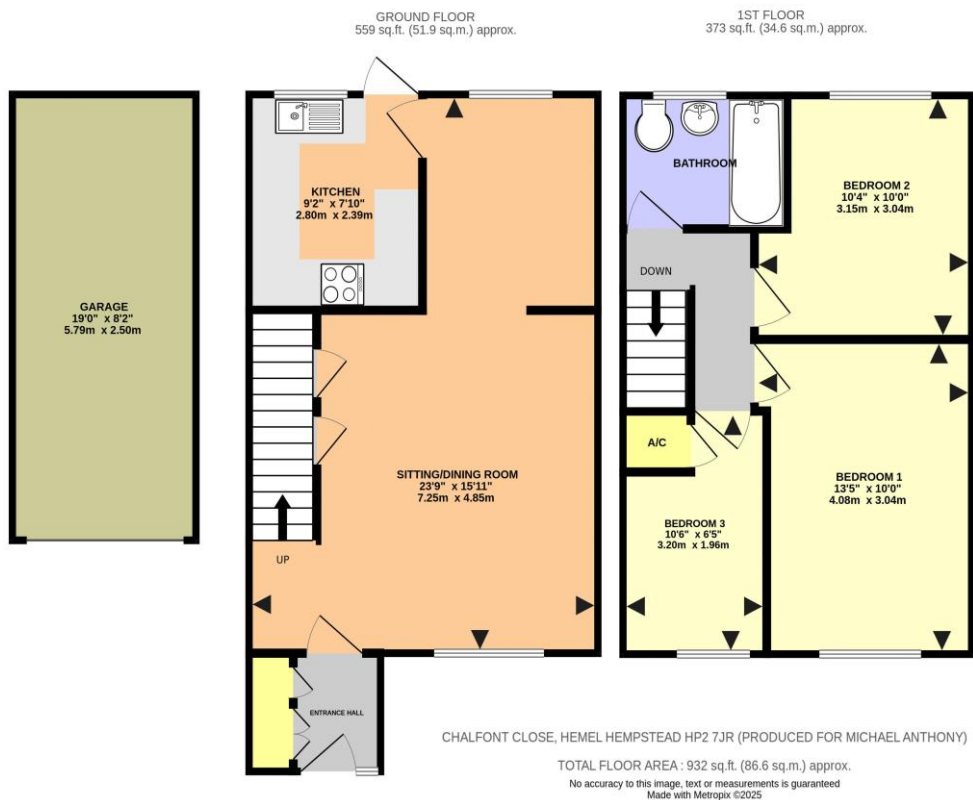 GROUND FLOOR
559 sq.ft. (51.9 sq.m.) approx.
1ST FLOOR
373 sq.ft. (34.6 sq.m.) approx.
GARAGE
19'0" x 8'2"
5.79m x 2.50m
KITCHEN
9'2" x 7'10"
2.80m x 2.39m
SITTING/DINING ROOM
23'9" x 15'11"
7.25m x 4.85m
UP
ENTRANCE HALL
BATHROOM
BEDROOM 2
10'4" x 10'0"
3.15m x 3.04m
DOWN
A/C
BEDROOM 1
13'5" x 10'0"
4.08m x 3.04m
BEDROOM 3
10'6" x 6'5"
3.20m x 1.96m
CHALFONT CLOSE, HEMEL HEMPSTEAD HP2 7JR (PRODUCED FOR MICHAEL ANTHONY)
TOTAL FLOOR AREA : 932 sq.ft. (86.6 sq.m.) approx.
No accuracy to this image, text or measurements is guaranteed
Made with Metropix ©2025